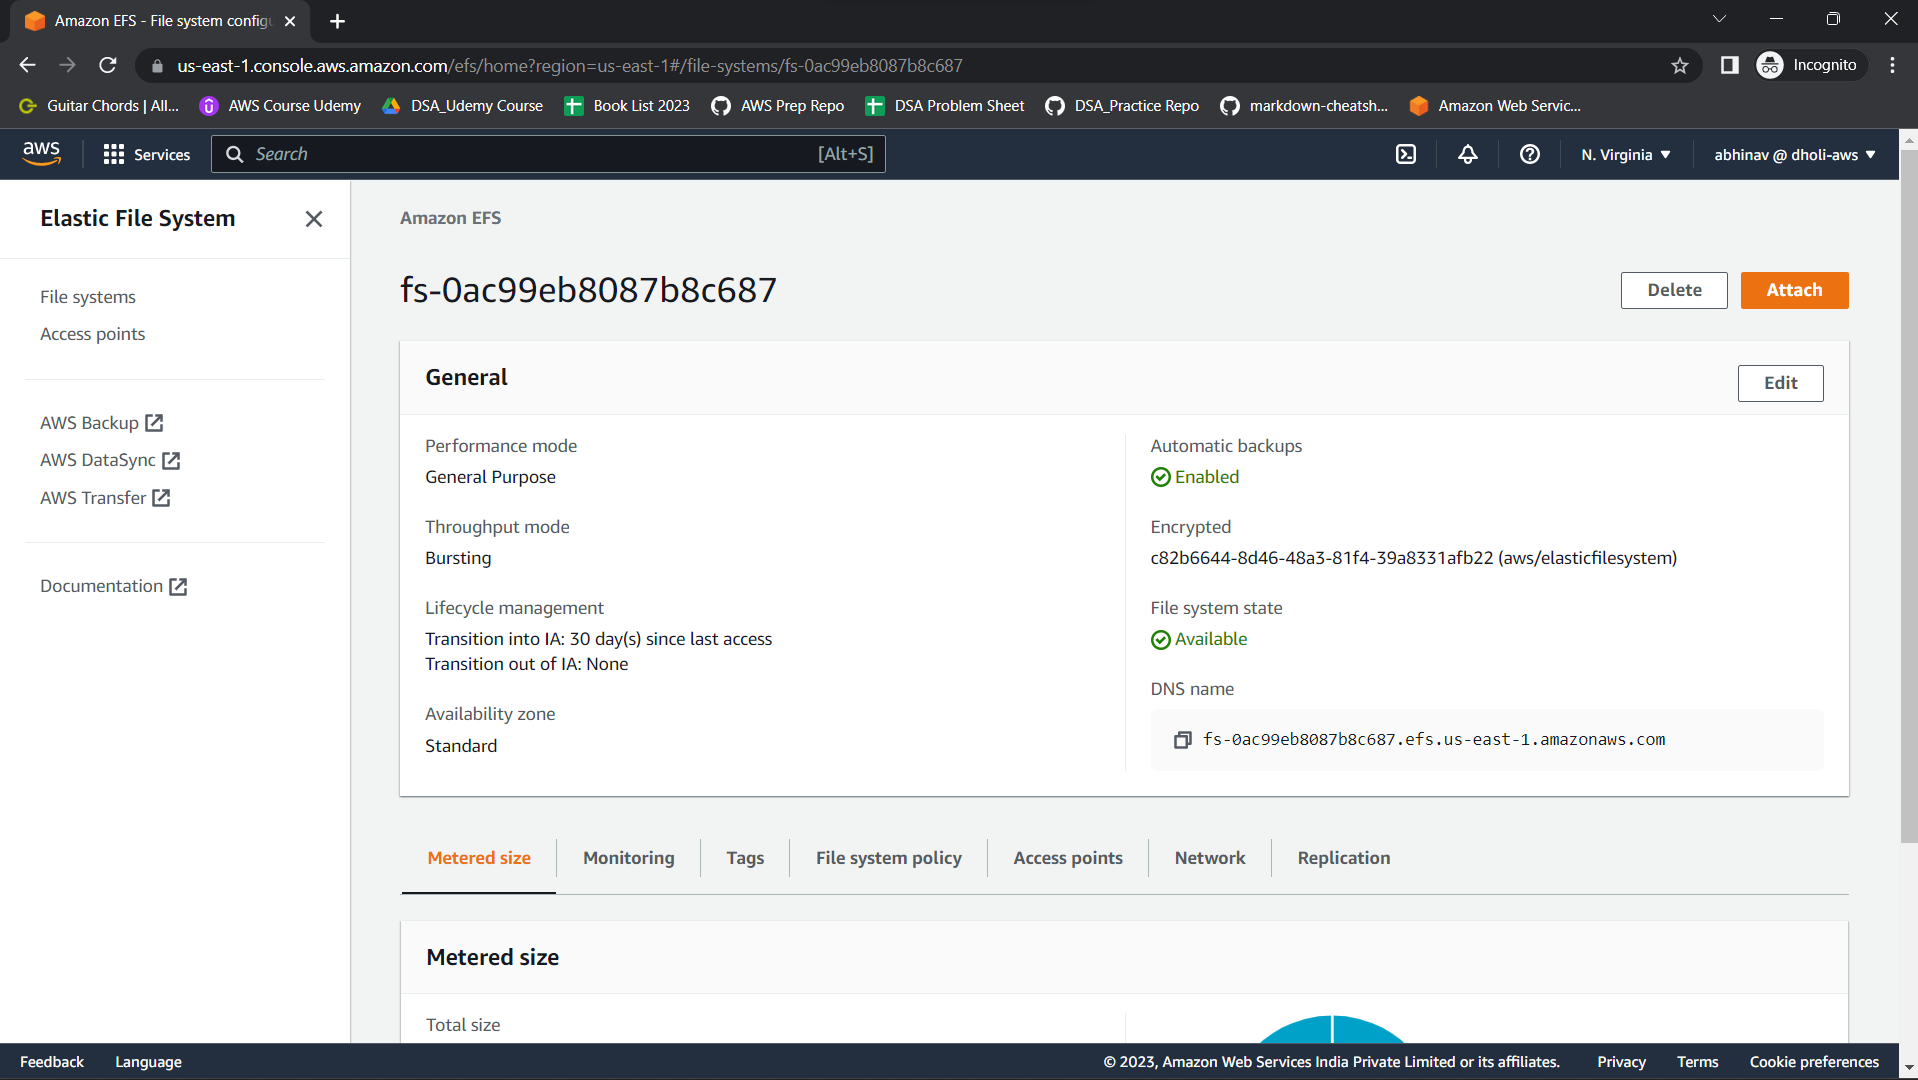 Amazon EFS - File system config
us-east-1.console.aws.amazon.com/efs/home?region=us-east-1#/file-systems/fs-0ac99eb8087b8c687
Incognito
Guitar Chords | All...
AWS Course Udemy
DSA_Udemy Course
Book List 2023
AWS Prep Repo
DSA Problem Sheet
DSA_Practice Repo
markdown-cheatsh...
Amazon Web Servic...
aws
Services
Search
[Alt+S]
N. Virginia
abhinav @ dholi-aws
Elastic File System
File systems
Access points
AWS Backup
AWS DataSync
AWS Transfer
Documentation
Amazon EFS
fs-0ac99eb8087b8c687
Delete
Attach
General
Edit
Performance mode
General Purpose
Throughput mode
Bursting
Lifecycle management
Transition into IA: 30 day(s) since last access
Transition out of IA: None
Availability zone
Standard
Automatic backups
Enabled
Encrypted
c82b6644-8d46-48a3-81f4-39a8331afb22 (aws/elasticfilesystem)
File system state
Available
DNS name
fs-0ac99eb8087b8c687.efs.us-east-1.amazonaws.com
Metered size
Monitoring
Tags
File system policy
Access points
Network
Replication
Metered size
Total size
Feedback
Language
© 2023, Amazon Web Services India Private Limited or its affiliates.
Privacy
Terms
Cookie preferences